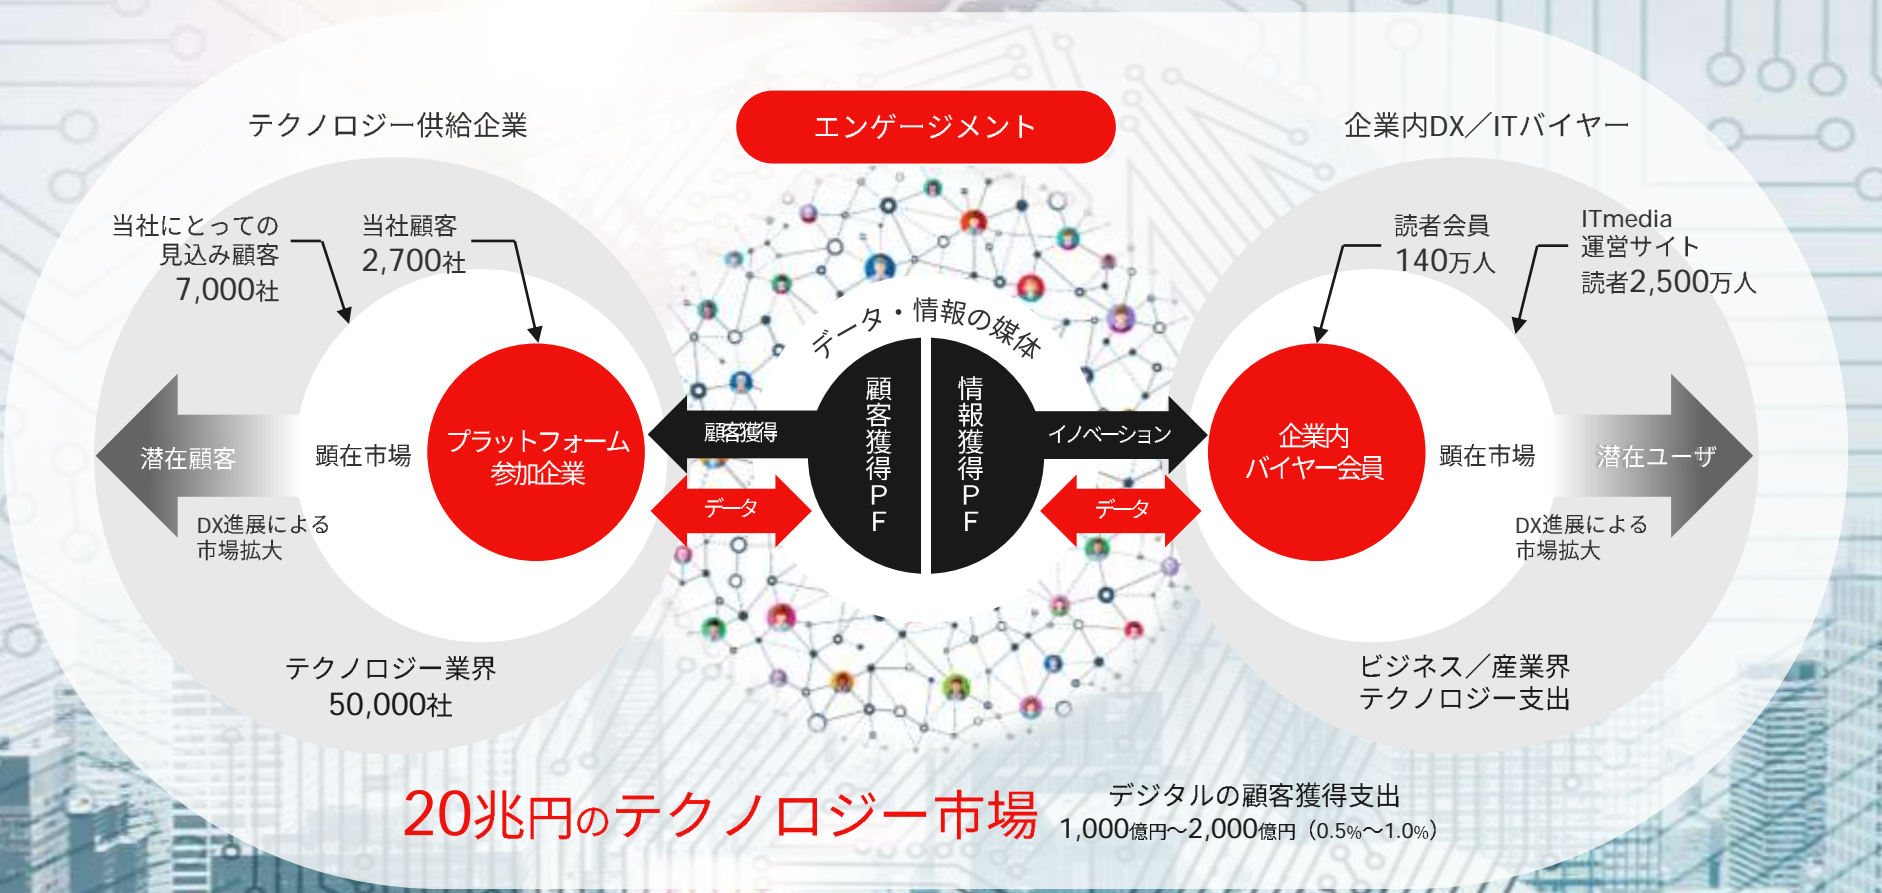 エンゲージメント
テクノロジー供給企業
企業内DX／ITバイヤー
当社にとっての
見込み顧客
7,000社
当社顧客
2,700社
読者会員
140万人
ITmedia
運営サイト
読者2,500万人
データ・情報の媒体
顧客獲得PF
情報獲得PF
潜在顧客
顕在市場
プラットフォーム
参加企業
顧客獲得
データ
イノベーション
データ
企業内
バイヤー会員
顕在市場
潜在ユーザ
DX進展による
市場拡大
DX進展による
市場拡大
テクノロジー業界
50,000社
ビジネス／産業界
テクノロジー支出
20兆円のテクノロジー市場
デジタルの顧客獲得支出
1,000億円～2,000億円（0.5%～1.0%）